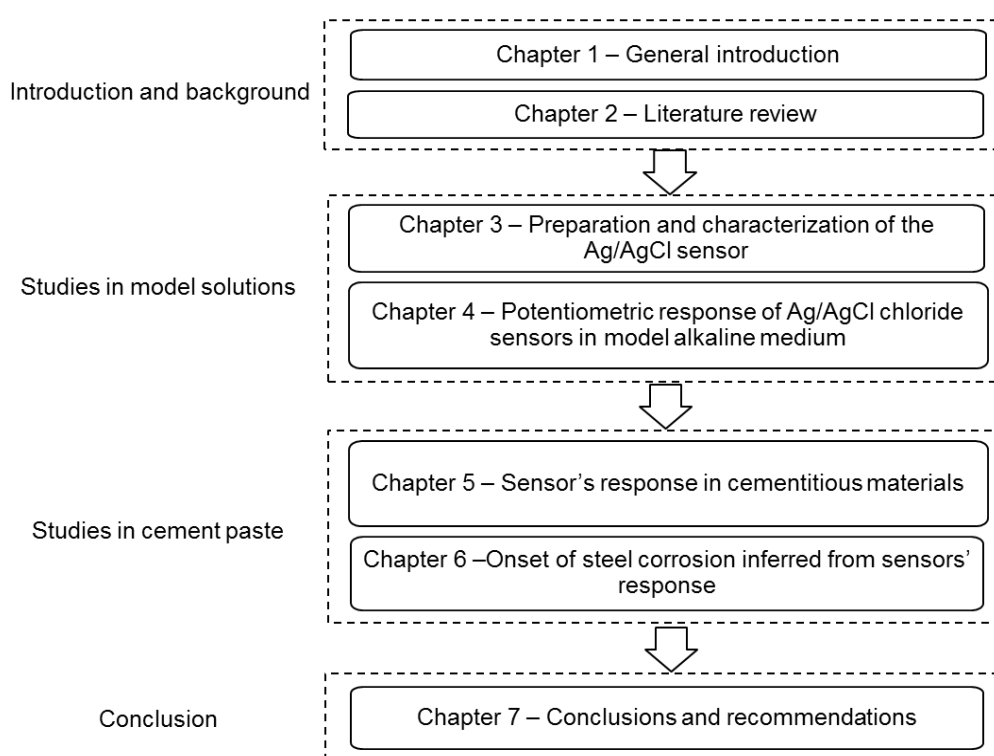 Introduction and background
Chapter 1 – General introduction
Chapter 2 – Literature review
Studies in model solutions
Chapter 3 – Preparation and characterization of the
Ag/AgCl sensor
Chapter 4 – Potentiometric response of Ag/AgCl chloride
sensors in model alkaline medium
Studies in cement paste
Chapter 5 – Sensor’s response in cementitious materials
Chapter 6 –Onset of steel corrosion inferred from sensors’
response
Conclusion
Chapter 7 – Conclusions and recommendations